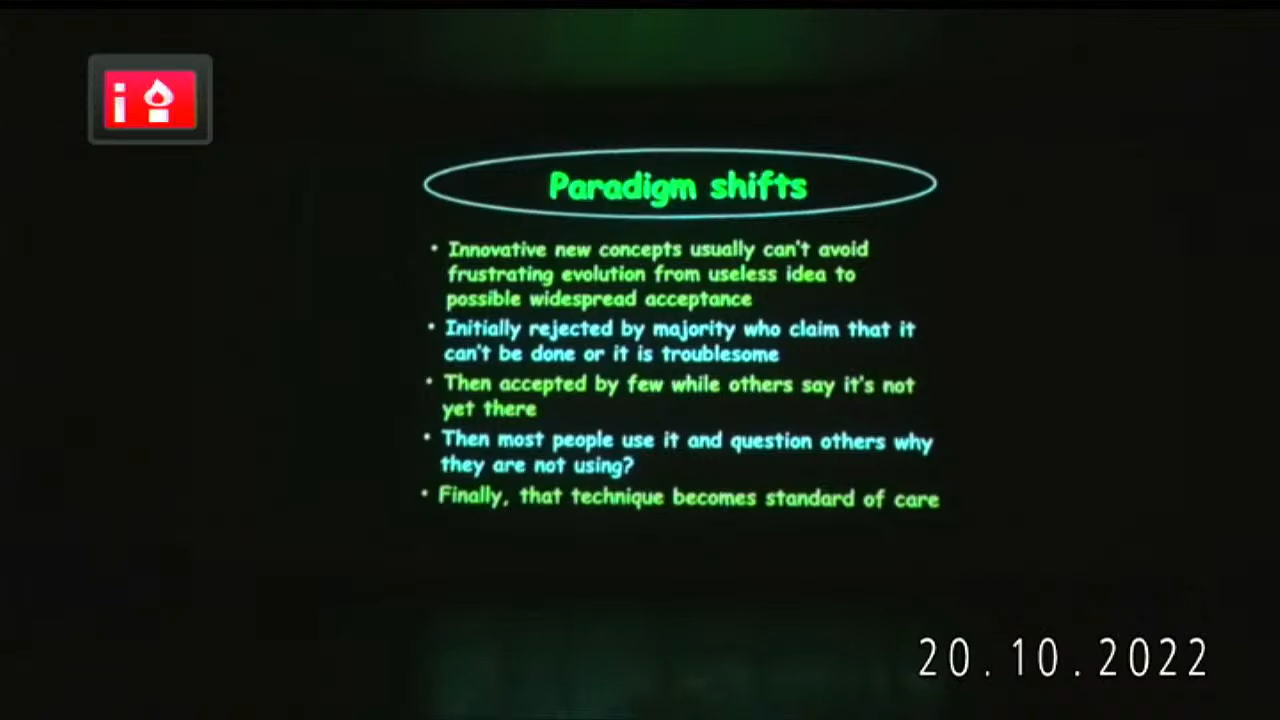 Paradigm shifts
• Innovative new concepts usually can't avoid
frustrating evolution from useless idea to
possible widespread acceptance
• Initially rejected by majority who claim that it
can't be done or it is troublesome
• Then accepted by few while others say it's not
yet there
• Then most people use it and question others why
they are not using?
• Finally, that technique becomes standard of care
20.10.2022